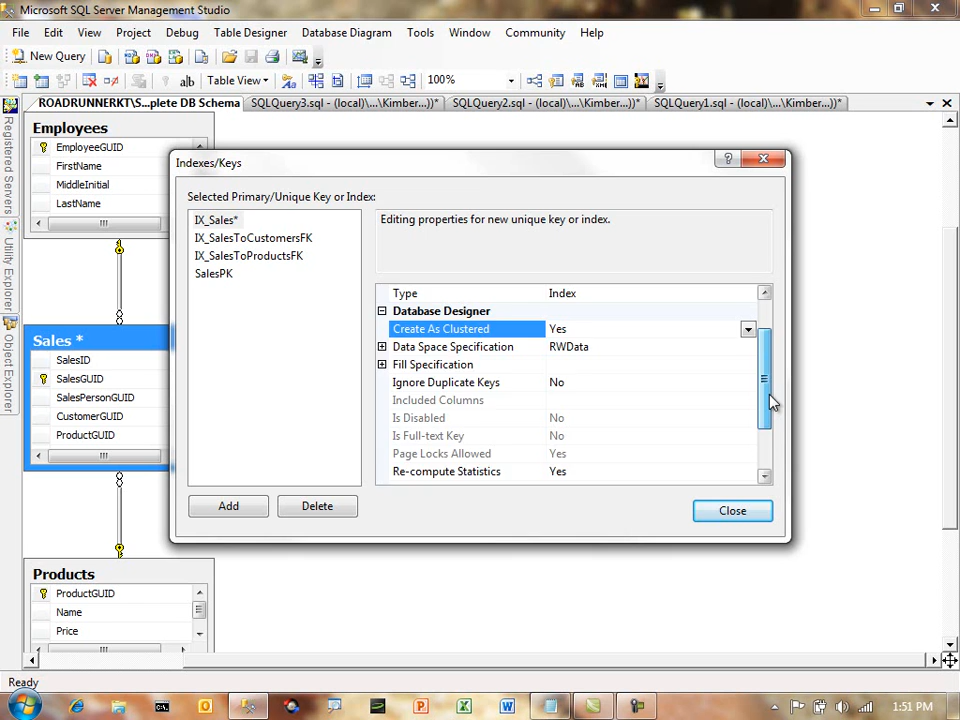 Microsoft SQL Server Management Studio
File Edit View Project Debug Table Designer Database Diagram Tools Window Community Help
New Query
Table View 100%
ROADRUNNERKT\S...plete DB Schema SQLQuery3.sql - (local)\...\Kimber...))* SQLQuery2.sql - (local)\...\Kimber...))* SQLQuery1.sql - (local)\...\Kimber...))*
Registered Servers
Utility Explorer
Object Explorer
Employees
EmployeeGUID
FirstName
MiddleInitial
LastName
Sales *
SalesID
SalesGUID
SalesPersonGUID
CustomerGUID
ProductGUID
Products
ProductGUID
Name
Price
Indexes/Keys
Selected Primary/Unique Key or Index:
IX_Sales*
IX_SalesToCustomersFK
IX_SalesToProductsFK
SalesPK
Add Delete
Editing properties for new unique key or index.
Type Index
Database Designer
Create As Clustered Yes
Data Space Specification RWData
Fill Specification
Ignore Duplicate Keys No
Included Columns
Is Disabled No
Is Full-text Key No
Page Locks Allowed Yes
Re-compute Statistics Yes
Close
Ready
1:51 PM